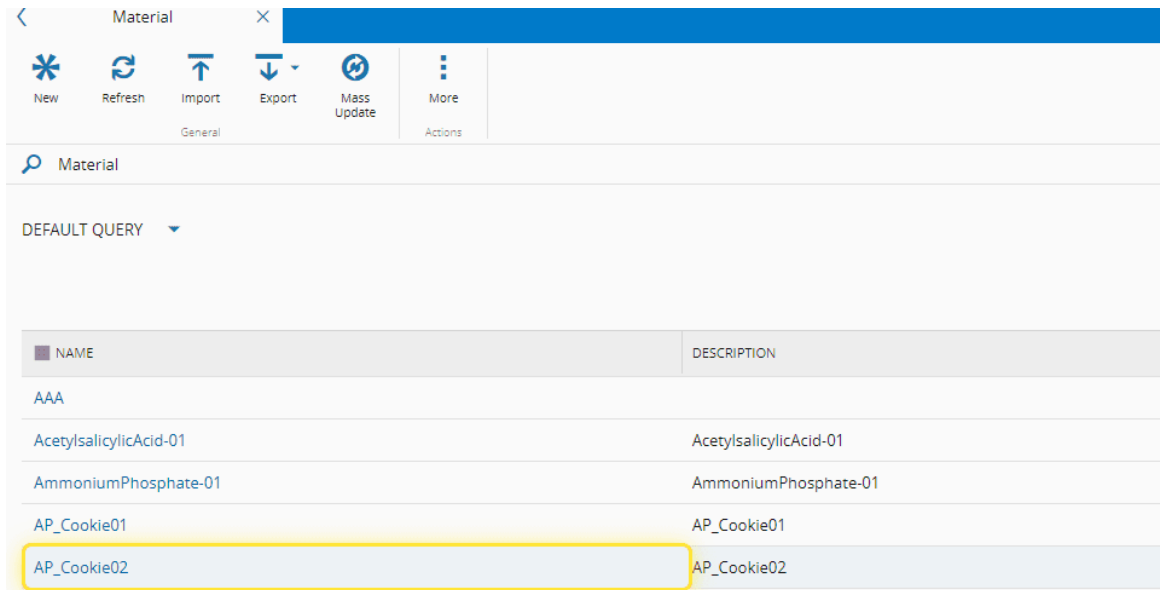 Material
New Refresh Import Export Mass Update More
General Actions
Material
DEFAULT QUERY
NAME DESCRIPTION
AAA
AcetylsalicylicAcid-01 AcetylsalicylicAcid-01
AmmoniumPhosphate-01 AmmoniumPhosphate-01
AP_Cookie01 AP_Cookie01
AP_Cookie02 AP_Cookie02